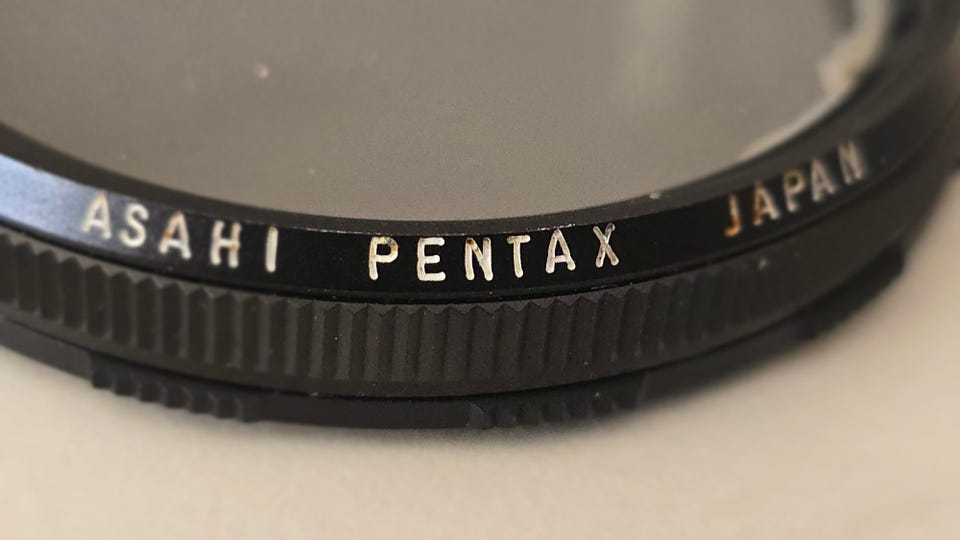 ASAHI PENTAX JAPAN